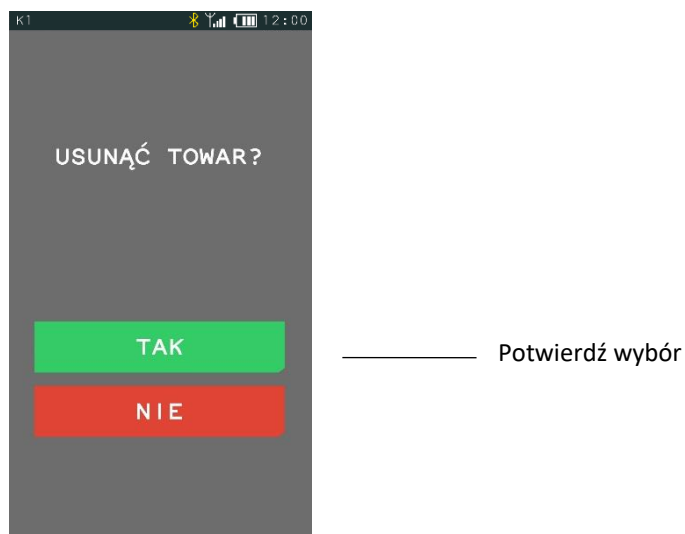 K1 12:00
USUNĄĆ TOWAR?
TAK
Potwierdź wybór
NIE